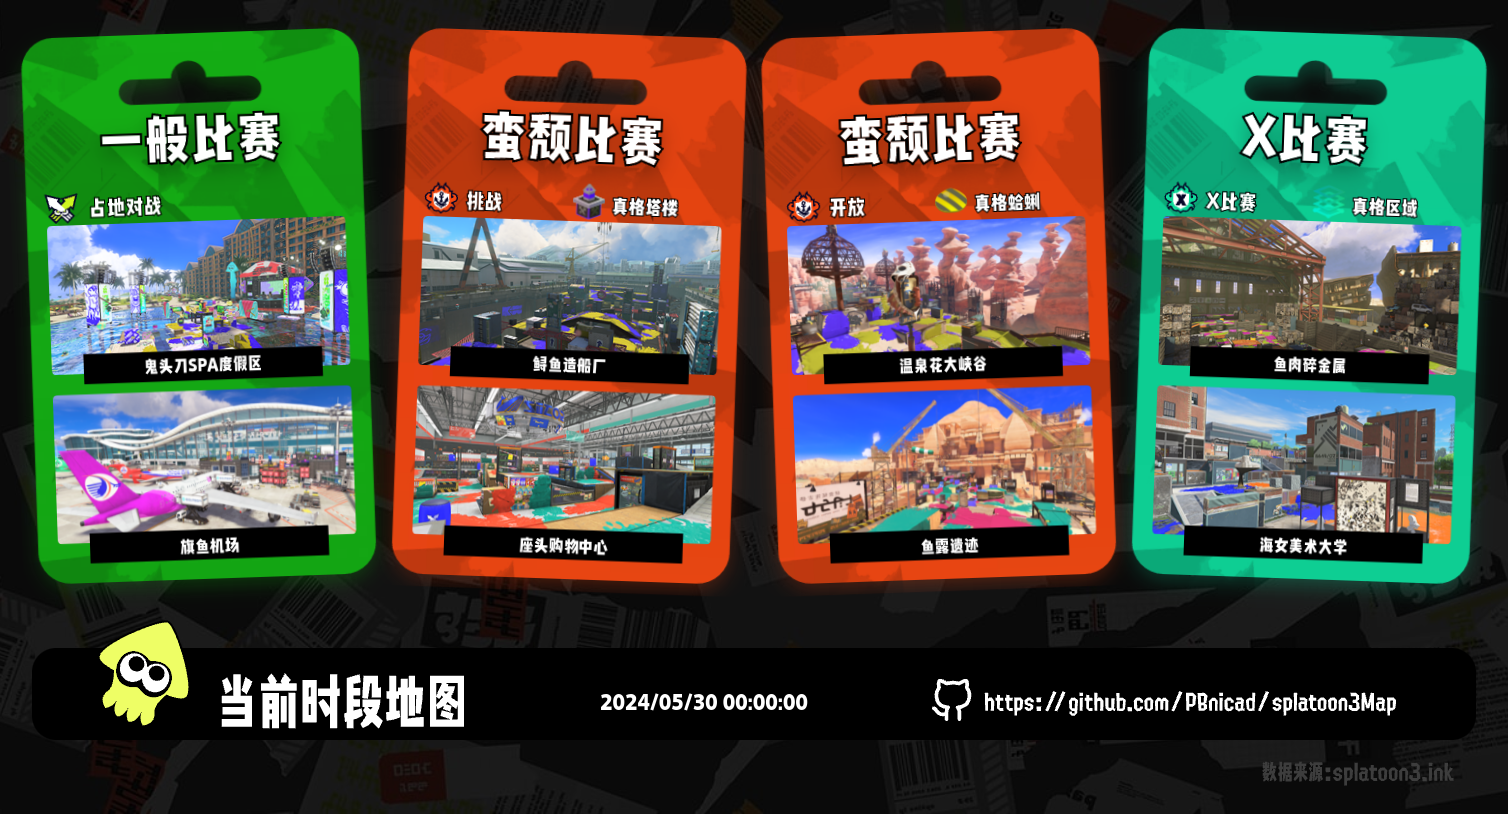 一般比赛
占地对战
鬼头刀SPA度假区
旗鱼机场
蛮颓比赛
挑战
真格塔楼
鲟鱼造船厂
座头购物中心
蛮颓比赛
开放
真格蛤蜊
温泉花大峡谷
鱼露遗迹
X比赛
X比赛
真格区域
鱼肉碎金属
海女美术大学
当前时段地图
2024/05/30 00:00:00
https://github.com/PBnicad/splatoon3Map
数据来源:splatoon3.ink